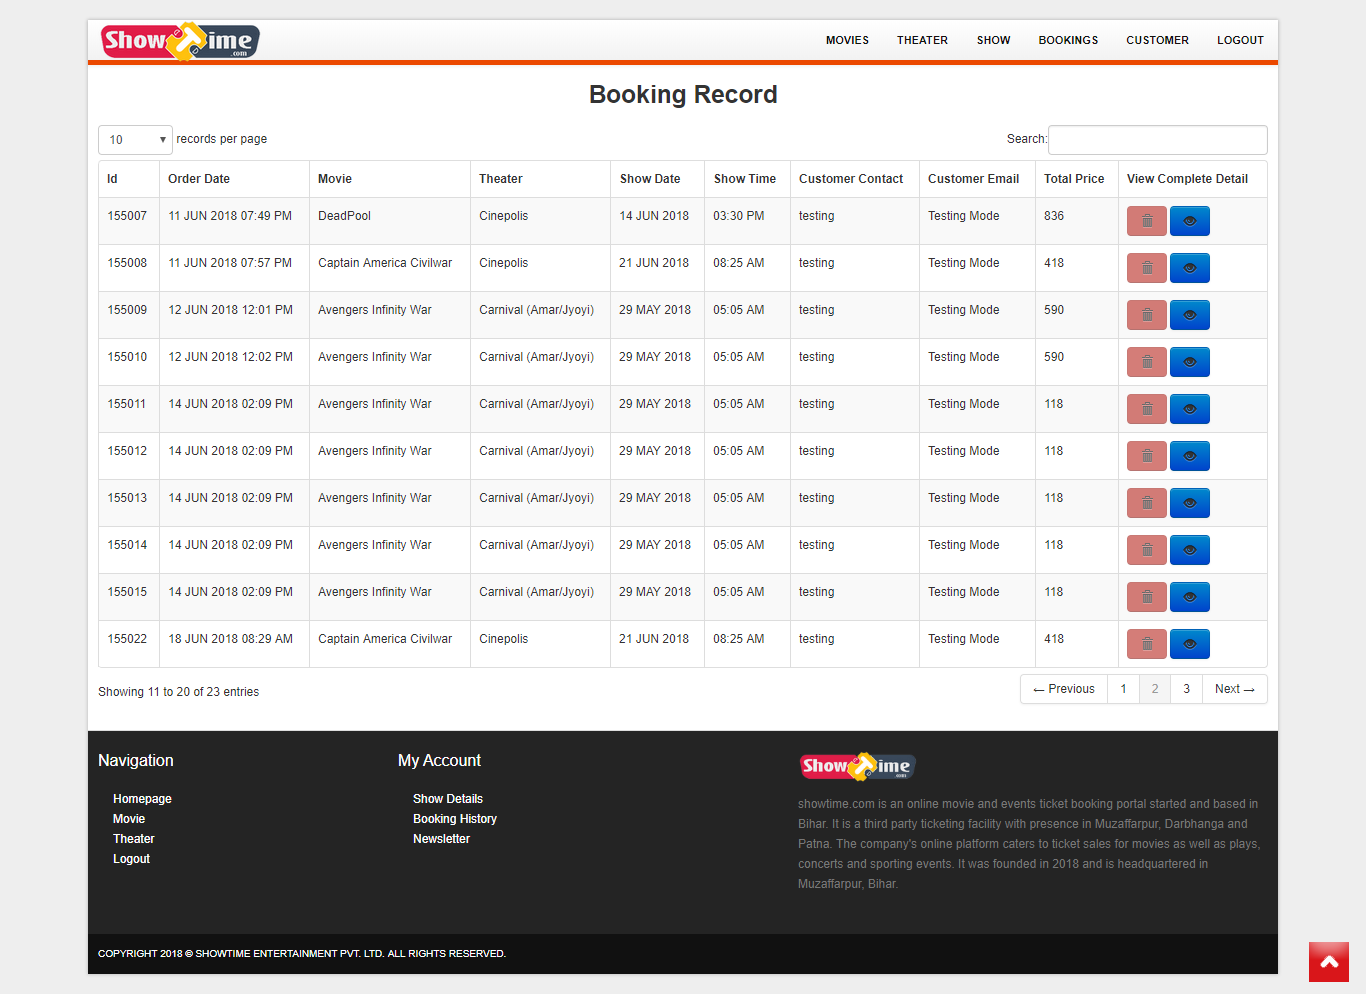 ShowTime .com
MOVIES THEATER SHOW BOOKINGS CUSTOMER LOGOUT
Booking Record
10 records per page Search:
Id Order Date Movie Theater Show Date Show Time Customer Contact Customer Email Total Price View Complete Detail
155007 11 JUN 2018 07:49 PM DeadPool Cinepolis 14 JUN 2018 03:30 PM testing Testing Mode 836
155008 11 JUN 2018 07:57 PM Captain America Civilwar Cinepolis 21 JUN 2018 08:25 AM testing Testing Mode 418
155009 12 JUN 2018 12:01 PM Avengers Infinity War Carnival (Amar/Jyoyi) 29 MAY 2018 05:05 AM testing Testing Mode 590
155010 12 JUN 2018 12:02 PM Avengers Infinity War Carnival (Amar/Jyoyi) 29 MAY 2018 05:05 AM testing Testing Mode 590
155011 14 JUN 2018 02:09 PM Avengers Infinity War Carnival (Amar/Jyoyi) 29 MAY 2018 05:05 AM testing Testing Mode 118
155012 14 JUN 2018 02:09 PM Avengers Infinity War Carnival (Amar/Jyoyi) 29 MAY 2018 05:05 AM testing Testing Mode 118
155013 14 JUN 2018 02:09 PM Avengers Infinity War Carnival (Amar/Jyoyi) 29 MAY 2018 05:05 AM testing Testing Mode 118
155014 14 JUN 2018 02:09 PM Avengers Infinity War Carnival (Amar/Jyoyi) 29 MAY 2018 05:05 AM testing Testing Mode 118
155015 14 JUN 2018 02:09 PM Avengers Infinity War Carnival (Amar/Jyoyi) 29 MAY 2018 05:05 AM testing Testing Mode 118
155022 18 JUN 2018 08:29 AM Captain America Civilwar Cinepolis 21 JUN 2018 08:25 AM testing Testing Mode 418
Showing 11 to 20 of 23 entries ← Previous 1 2 3 Next →
Navigation
Homepage
Movie
Theater
Logout
My Account
Show Details
Booking History
Newsletter
ShowTime .com
showtime.com is an online movie and events ticket booking portal started and based in
Bihar. It is a third party ticketing facility with presence in Muzaffarpur, Darbhanga and
Patna. The company's online platform caters to ticket sales for movies as well as plays,
concerts and sporting events. It was founded in 2018 and is headquartered in
Muzaffarpur, Bihar.
COPYRIGHT 2018 © SHOWTIME ENTERTAINMENT PVT. LTD. ALL RIGHTS RESERVED.